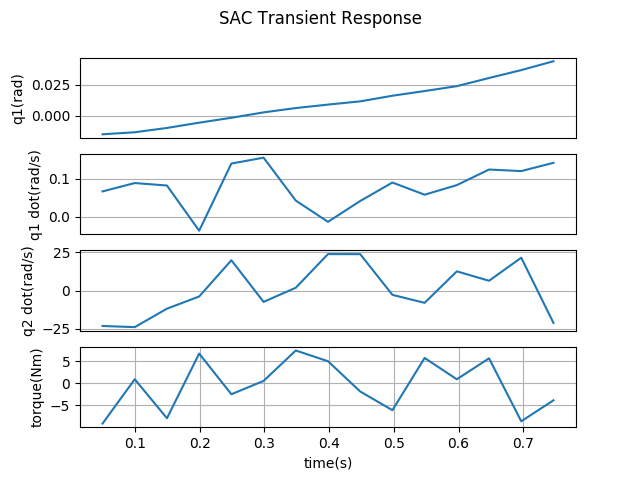 SAC Transient Response
q1(rad)
0.025
0.000
q1 dot(rad/s)
0.1
0.0
q2 dot(rad/s)
25
0
−25
torque(Nm)
5
0
−5
0.1 0.2 0.3 0.4 0.5 0.6 0.7
time(s)